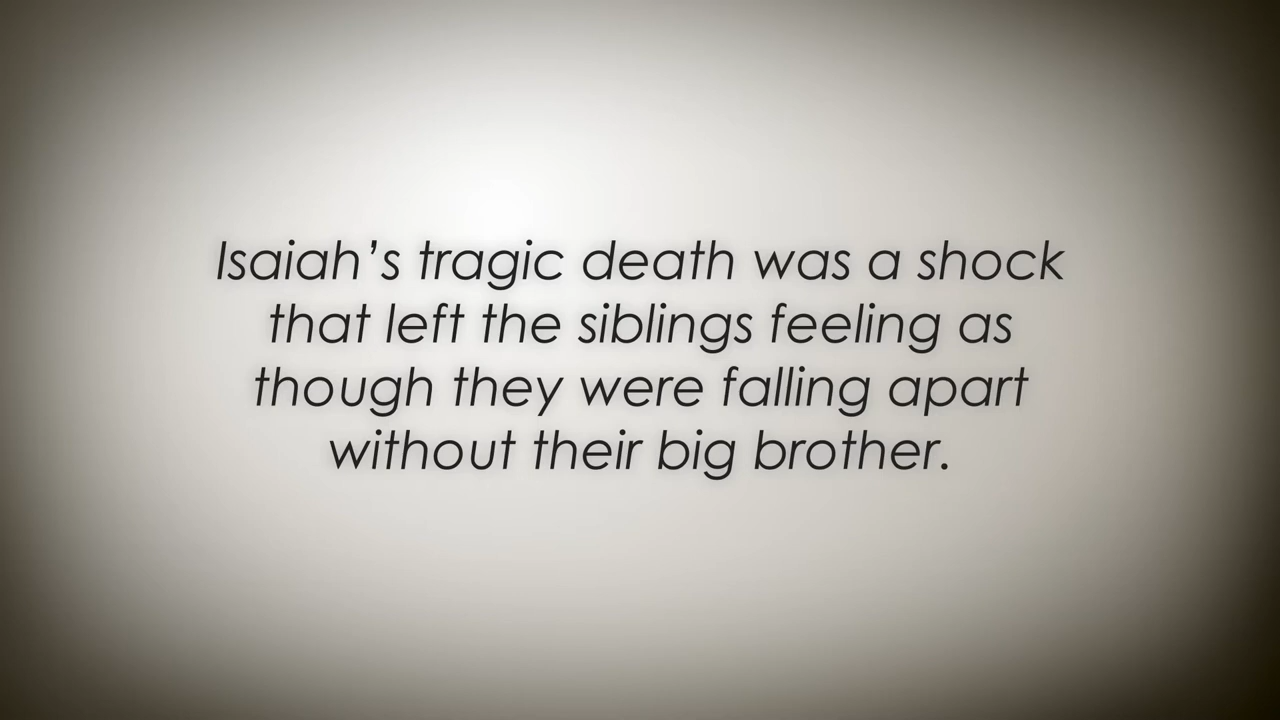 Isaiah’s tragic death was a shock
that left the siblings feeling as
though they were falling apart
without their big brother.